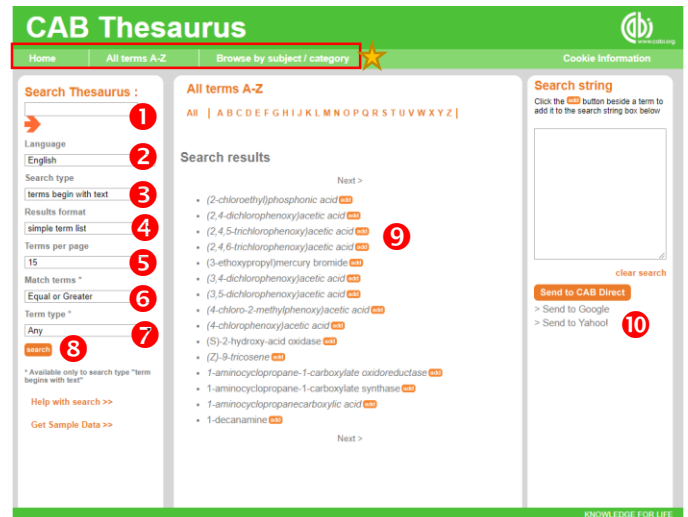 CAB Thesaurus
cabi
www.cabi.org
Home
All terms A-Z
Browse by subject / category
Cookie Information
Search Thesaurus :
1
Language
2
English
Search type
3
terms begin with text
Results format
4
simple term list
Terms per page
5
15
Match terms *
6
Equal or Greater
Term type *
7
Any
search
8
* Available only to search type "term
begins with text"
Help with search >>
Get Sample Data >>
All terms A-Z
All | A B C D E F G H I J K L M N O P Q R S T U V W X Y Z |
Search results
Next >
• (2-chloroethyl)phosphonic acid add
• (2,4-dichlorophenoxy)acetic acid add
• (2,4,5-trichlorophenoxy)acetic acid add
9
• (2,4,6-trichlorophenoxy)acetic acid add
• (3-ethoxypropyl)mercury bromide add
• (3,4-dichlorophenoxy)acetic acid add
• (3,5-dichlorophenoxy)acetic acid add
• (4-chloro-2-methylphenoxy)acetic acid add
• (4-chlorophenoxy)acetic acid add
• (S)-2-hydroxy-acid oxidase add
• (Z)-9-tricosene add
• 1-aminocyclopropane-1-carboxylate oxidoreductase add
• 1-aminocyclopropane-1-carboxylate synthase add
• 1-aminocyclopropanecarboxylic acid add
• 1-decanamine add
Next >
Search string
Click the add button beside a term to
add it to the search string box below
clear search
Send to CAB Direct
> Send to Google
> Send to Yahoo!
10
KNOWLEDGE FOR LIFE